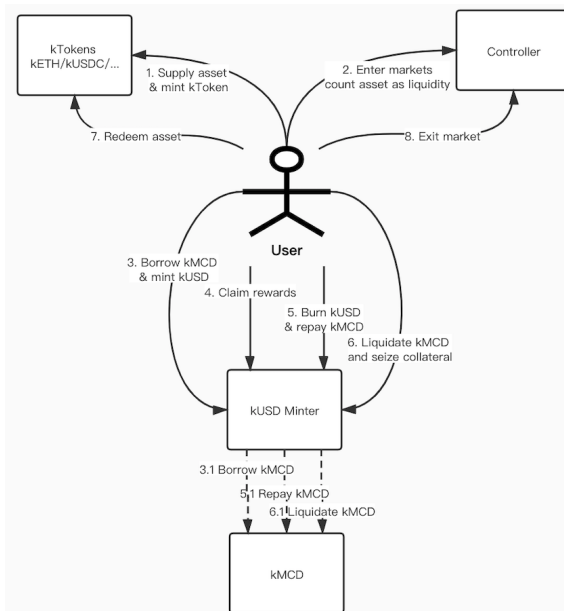 kTokens
kETH/kUSDC/...
Controller
1. Supply asset
& mint kToken
2. Enter markets
count asset as liquidity
7. Redeem asset
8. Exit market
User
3. Borrow kMCD
& mint kUSD
4. Claim rewards
5. Burn kUSD
& repay kMCD
6. Liquidate kMCD
and seize collateral
kUSD Minter
3.1 Borrow kMCD
5.1 Repay kMCD
6.1 Liquidate kMCD
kMCD